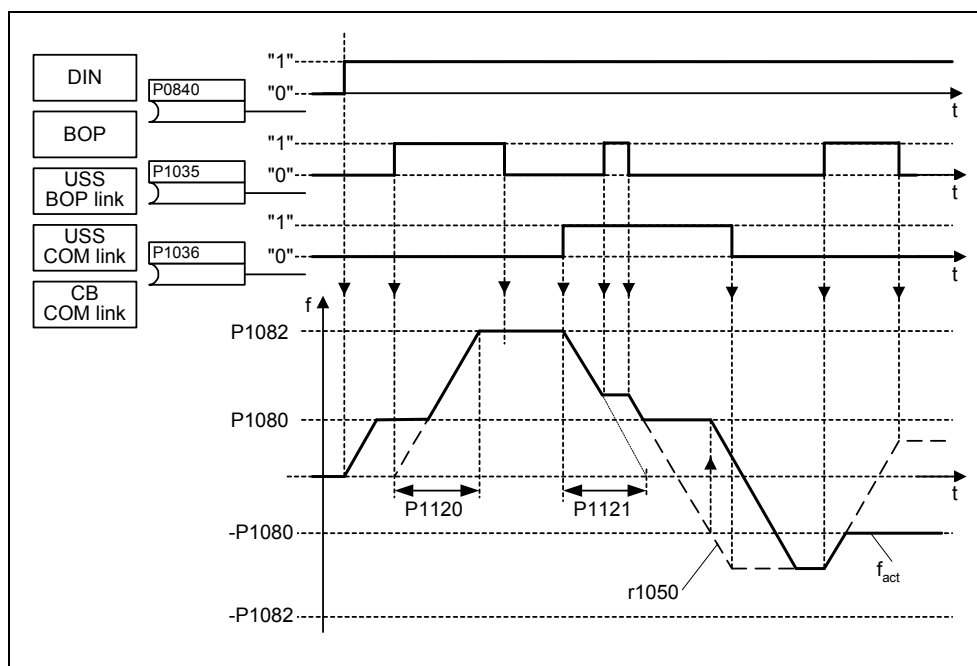 DIN
BOP
USS
BOP link
USS
COM link
CB
COM link
P0840
"1"
"0"
t
P1035
"1"
"0"
t
P1036
"1"
"0"
t
f
P1082
P1080
t
P1120
P1121
-P1080
r1050
fact
-P1082